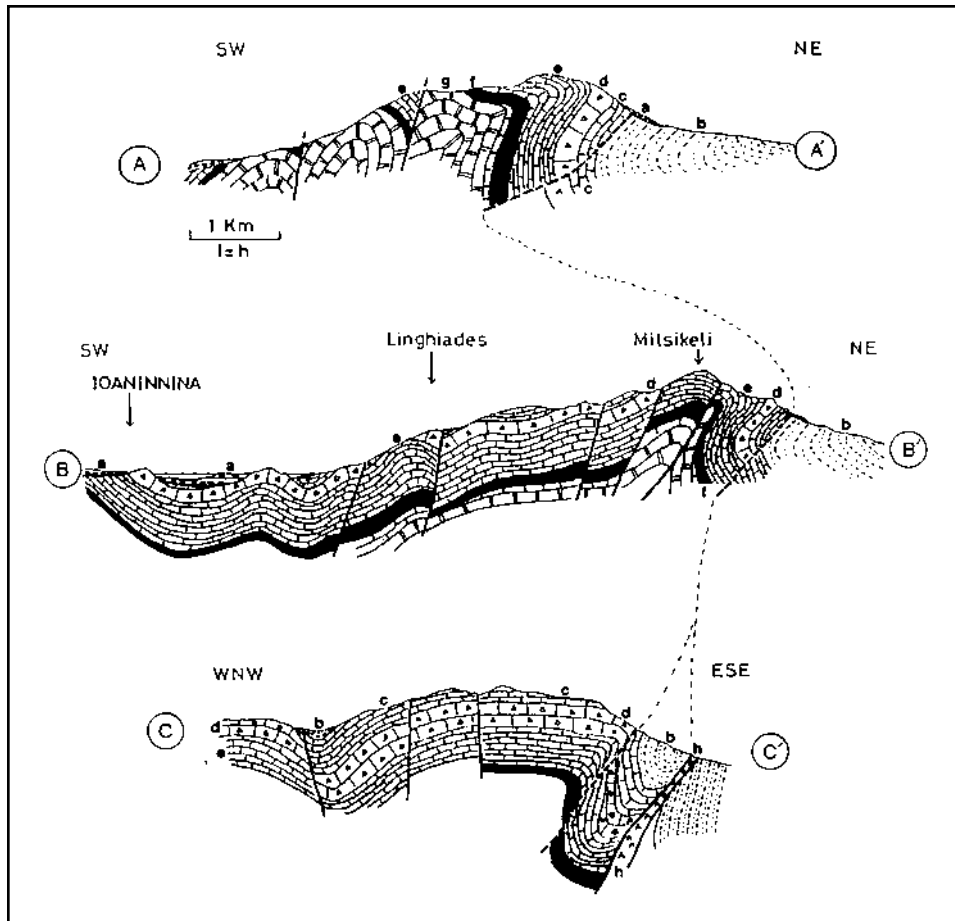 SW NE
e g f e d c a b
A A'
c
1 Km
l=h
Linghiades Mitsikeli
SW NE
IOANINNINA
d e d
a a e b
B B'
f
WNW ESE
c c
C d b d b h C'
e e
h